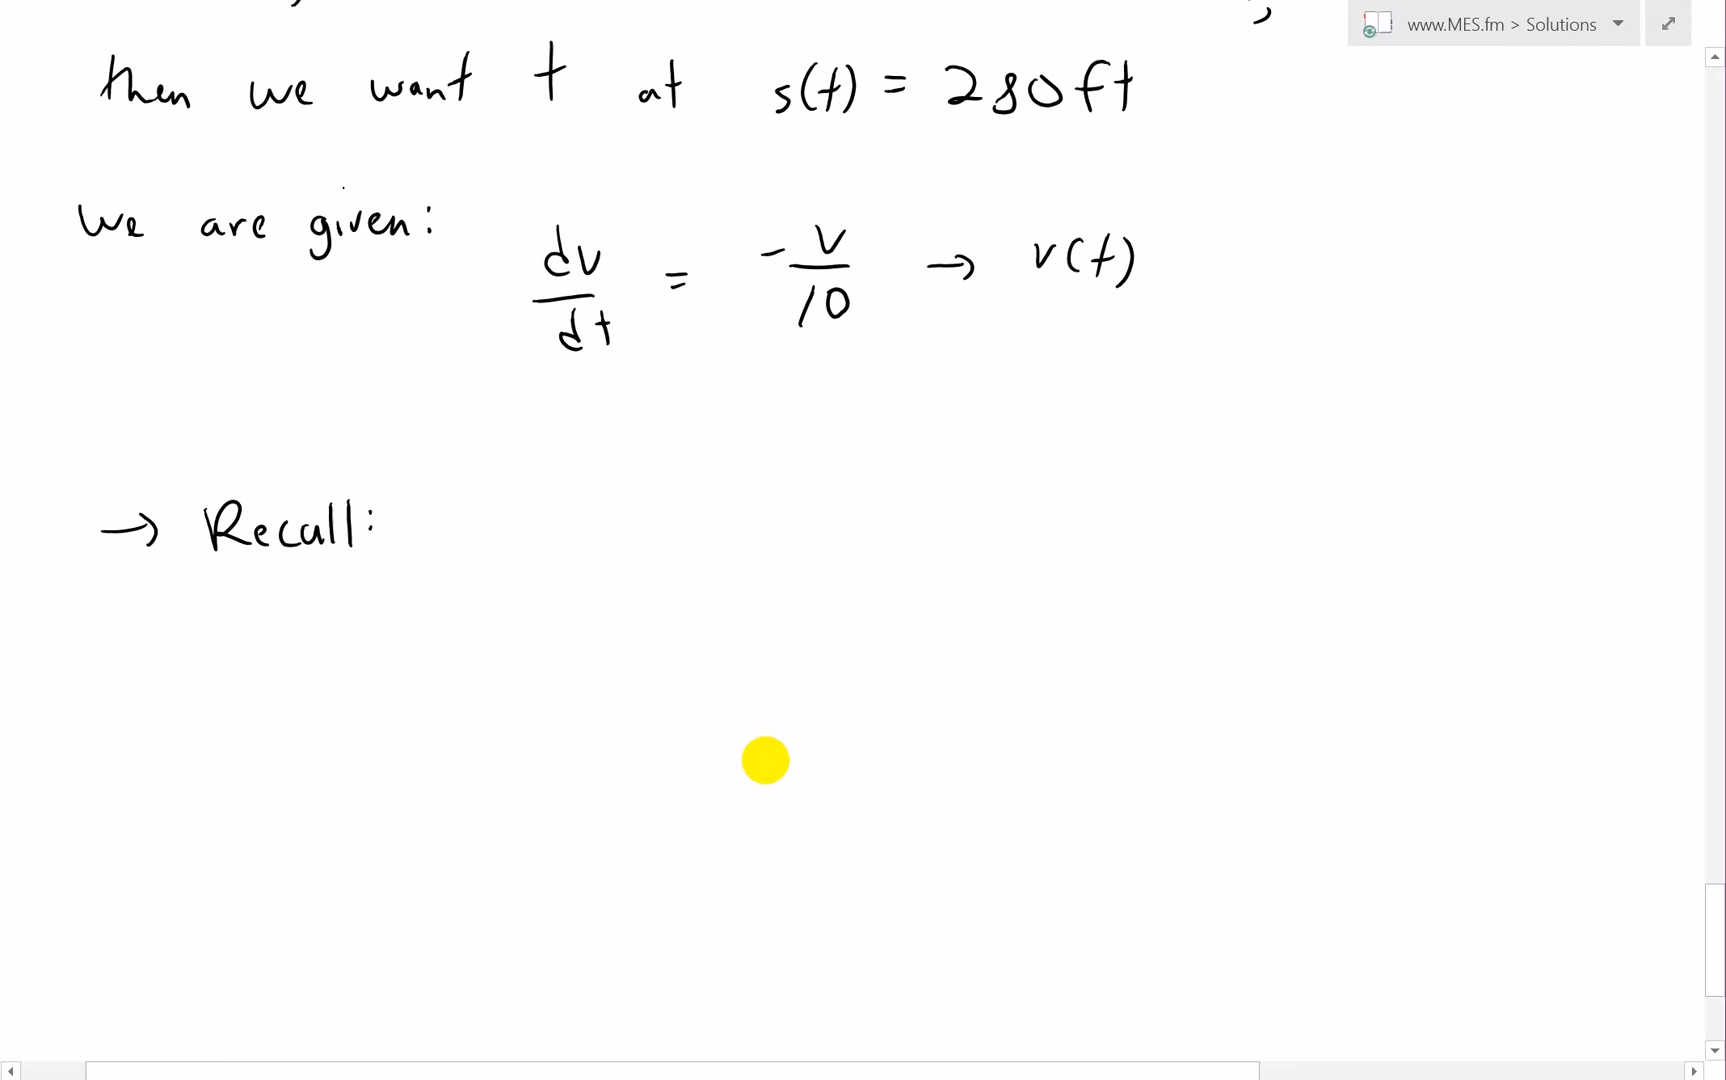 www.MES.fm > Solutions
then we want t at s(t) = 280ft
we are given:
dv/dt = -v/10 → v(t)
→ Recall: